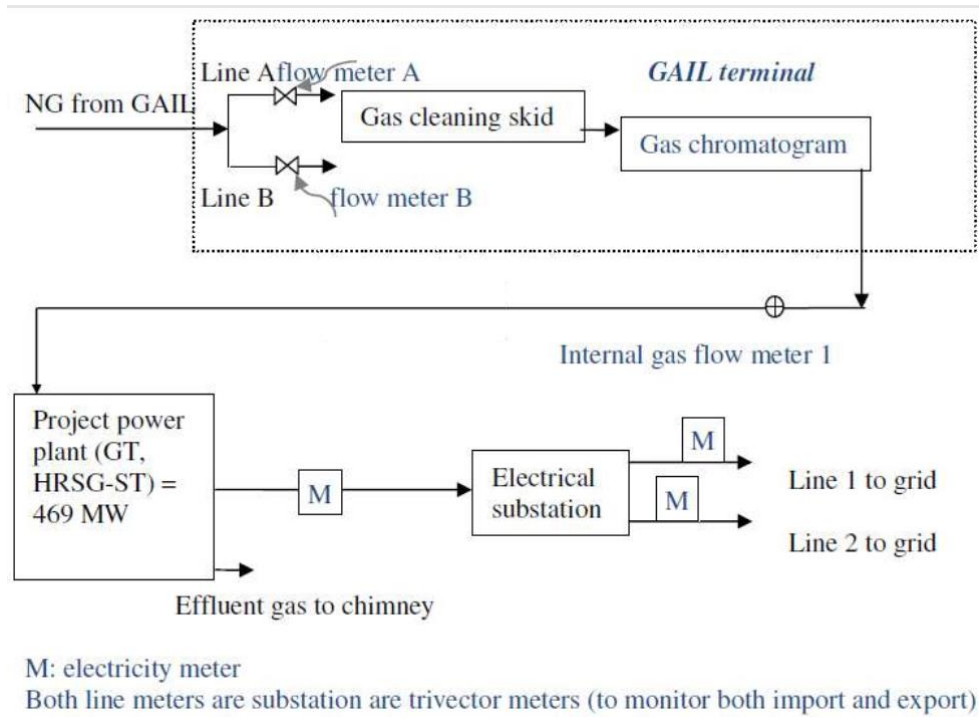 Line A flow meter A
GAIL terminal
NG from GAIL
Gas cleaning skid
Gas chromatogram
Line B
flow meter B
Internal gas flow meter 1
Project power
plant (GT,
HRSG-ST) =
469 MW
M
Electrical
substation
M
M
Line 1 to grid
Line 2 to grid
Effluent gas to chimney
M: electricity meter
Both line meters are substation are trivector meters (to monitor both import and export)